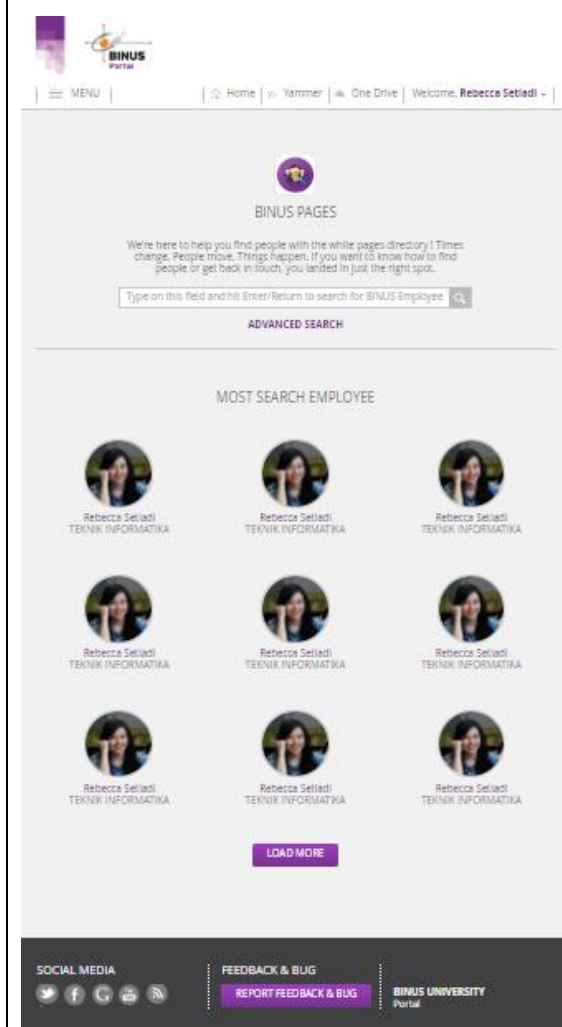 BINUS
Portal
MENU
Home
Yammer
One Drive
Welcome, Rebecca Setiadi
BINUS PAGES
We're here to help you find people with the while pages directory ! Times
change, People move, Things happen. If you want to know how to find
people or get back in touch, you landed in just the right spot.
Type on this field and hit Enter/Return to search for BINUS Employee
ADVANCED SEARCH
MOST SEARCH EMPLOYEE
Rebecca Setiadi
TEKNIK INFORMATIKA
Rebecca Setiadi
TEKNIK INFORMATIKA
Rebecca Setiadi
TEKNIK INFORMATIKA
Rebecca Setiadi
TEKNIK INFORMATIKA
Rebecca Setiadi
TEKNIK INFORMATIKA
Rebecca Setiadi
TEKNIK INFORMATIKA
Rebecca Setiadi
TEKNIK INFORMATIKA
Rebecca Setiadi
TEKNIK INFORMATIKA
Rebecca Setiadi
TEKNIK INFORMATIKA
LOAD MORE
SOCIAL MEDIA
FEEDBACK & BUG
REPORT FEEDBACK & BUG
BINUS UNIVERSITY
Portal